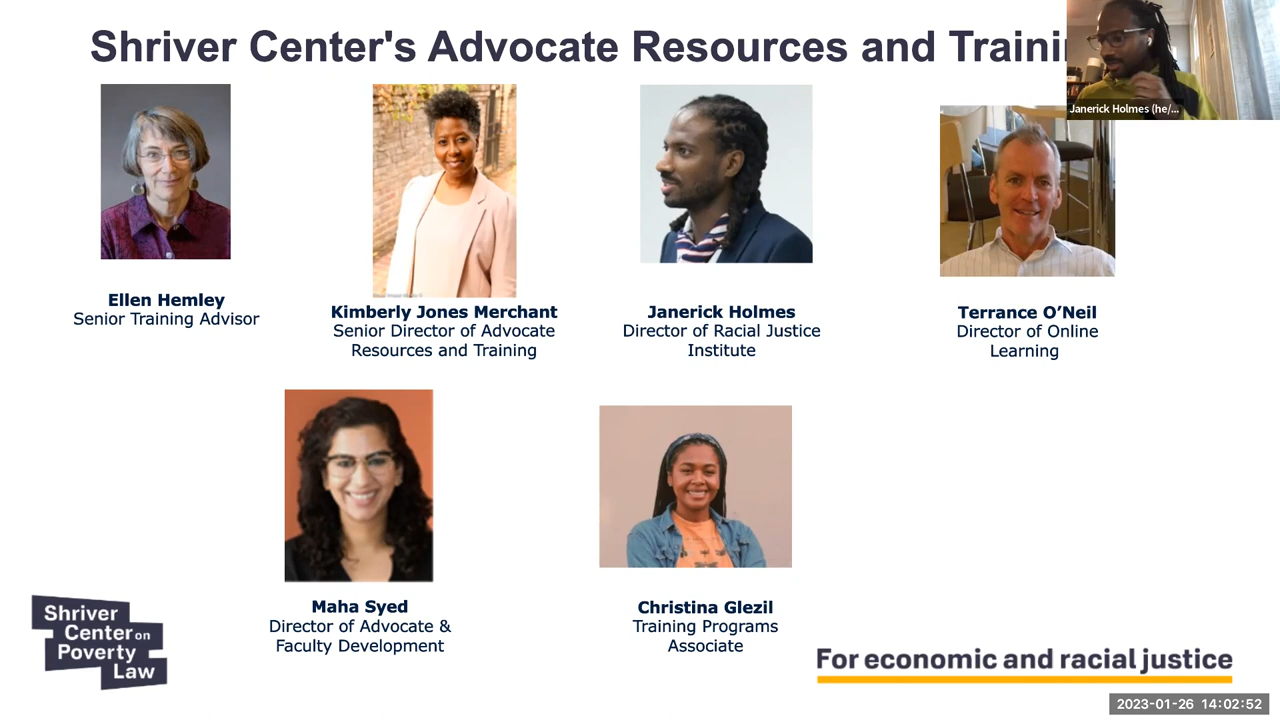 Shriver Center's Advocate Resources and
Janerick Holmes (he/...
Ellen Hemley
Senior Training Advisor
Kimberly Jones Merchant
Senior Director of Advocate
Resources and Training
Janerick Holmes
Director of Racial Justice
Institute
Terrance O’Neil
Director of Online
Learning
Maha Syed
Director of Advocate &
Faculty Development
Christina Glezil
Training Programs
Associate
Shriver
Center on
Poverty
Law
For economic and racial justice
2023-01-26 14:02:52